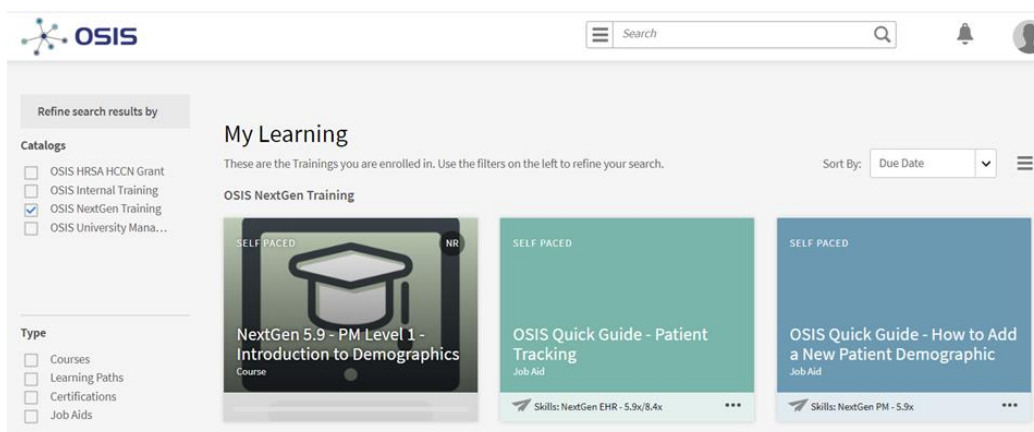 OSIS
Search
Refine search results by
Catalogs
OSIS HRSA HCCN Grant
OSIS Internal Training
OSIS NextGen Training
OSIS University Mana...
Type
Courses
Learning Paths
Certifications
Job Aids
My Learning
These are the Trainings you are enrolled in. Use the filters on the left to refine your search.
Sort By: Due Date
OSIS NextGen Training
SELF PACED NR
NextGen 5.9 - PM Level 1 -
Introduction to Demographics
Course
SELF PACED
OSIS Quick Guide - Patient
Tracking
Job Aid
Skills: NextGen EHR - 5.9x/8.4x
SELF PACED
OSIS Quick Guide - How to Add
a New Patient Demographic
Job Aid
Skills: NextGen PM - 5.9x